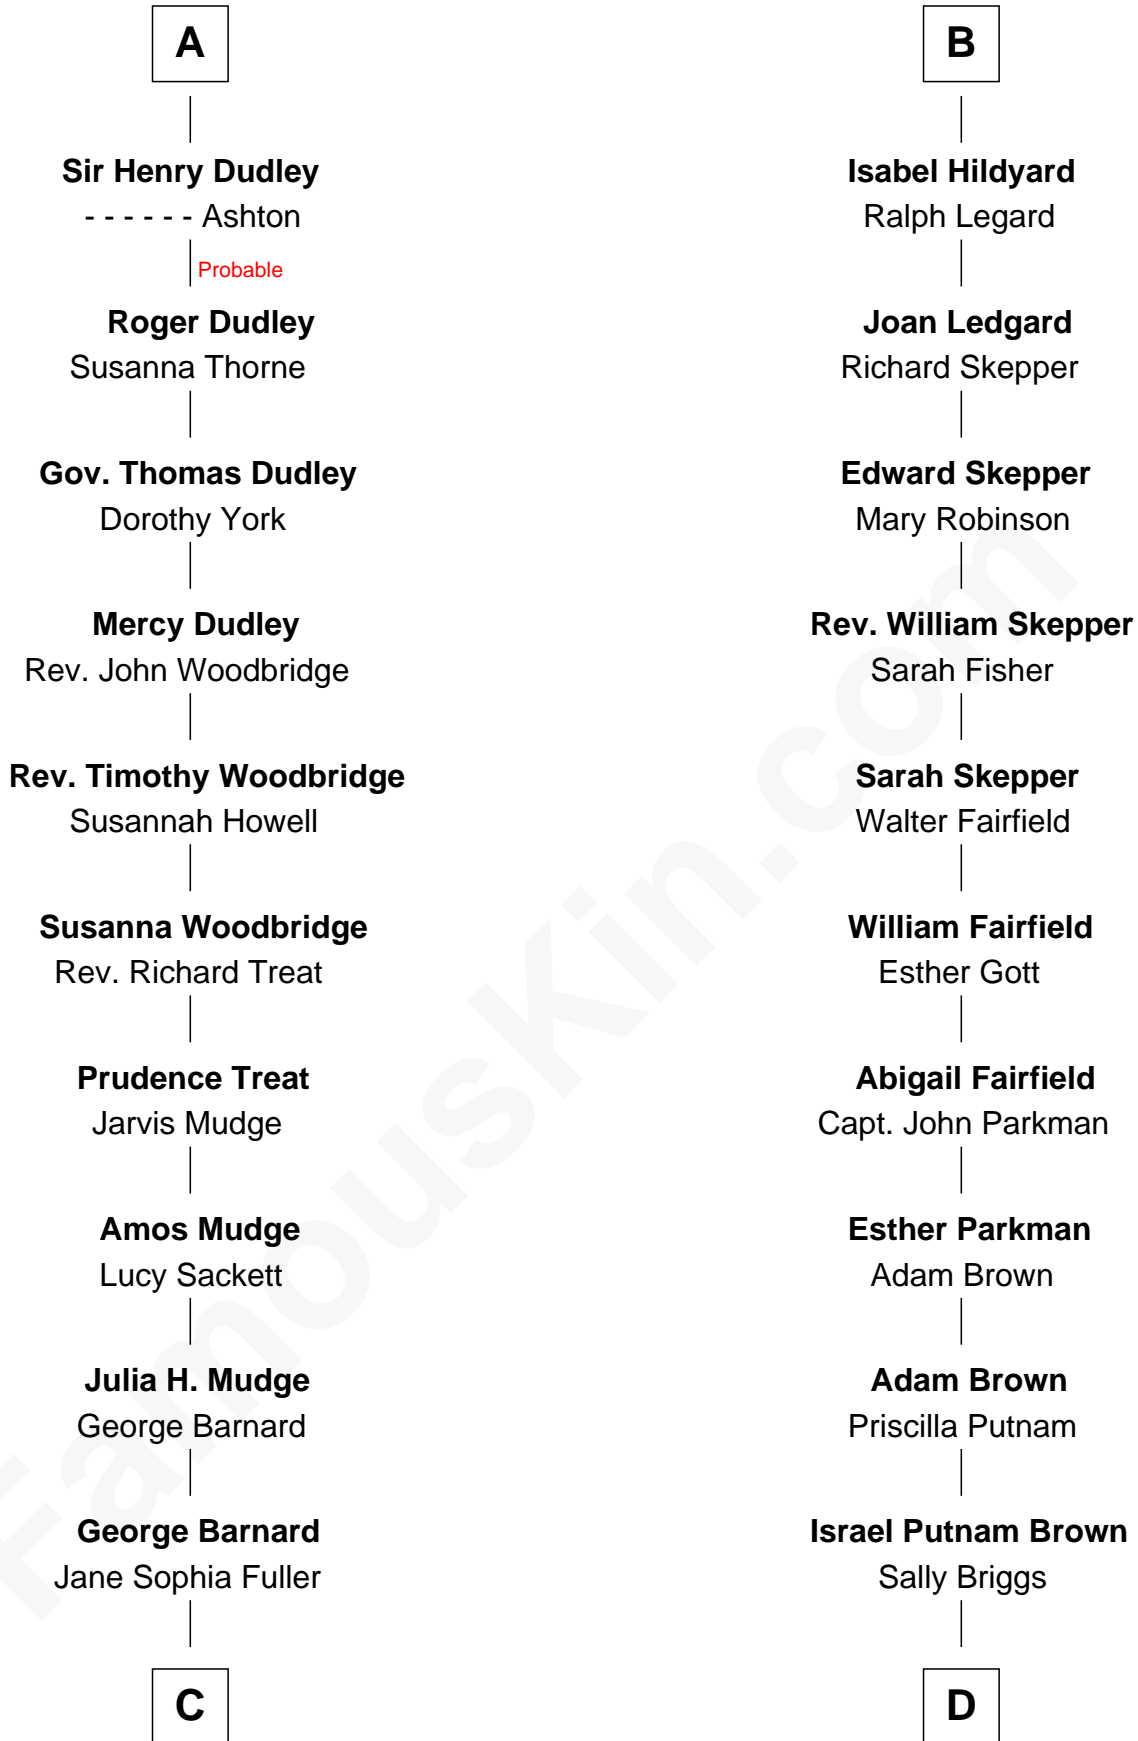 A
Sir Henry Dudley
- - - - - - Ashton
Probable
Roger Dudley
Susanna Thorne
Gov. Thomas Dudley
Dorothy York
Mercy Dudley
Rev. John Woodbridge
Rev. Timothy Woodbridge
Susannah Howell
Susanna Woodbridge
Rev. Richard Treat
Prudence Treat
Jarvis Mudge
Amos Mudge
Lucy Sackett
Julia H. Mudge
George Barnard
George Barnard
Jane Sophia Fuller
C
B
Isabel Hildyard
Ralph Legard
Joan Ledgard
Richard Skepper
Edward Skepper
Mary Robinson
Rev. William Skepper
Sarah Fisher
Sarah Skepper
Walter Fairfield
William Fairfield
Esther Gott
Abigail Fairfield
Capt. John Parkman
Esther Parkman
Adam Brown
Adam Brown
Priscilla Putnam
Israel Putnam Brown
Sally Briggs
D
FamousKin.com